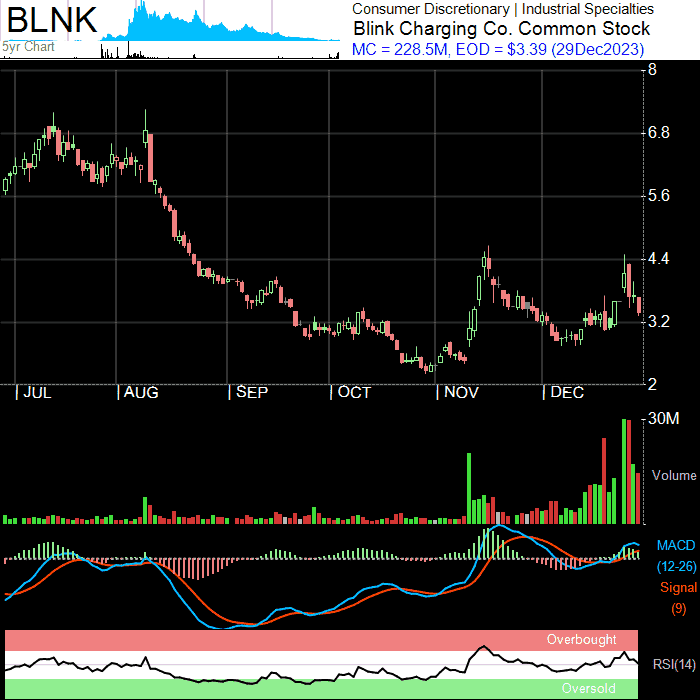 BLNK
5yr Chart
Consumer Discretionary | Industrial Specialties
Blink Charging Co. Common Stock
MC = 228.5M, EOD = $3.39 (29Dec2023)
8
6.8
5.6
4.4
3.2
2
JUL AUG SEP OCT NOV DEC
30M
Volume
MACD
(12-26)
Signal
(9)
Overbought
RSI(14)
Oversold